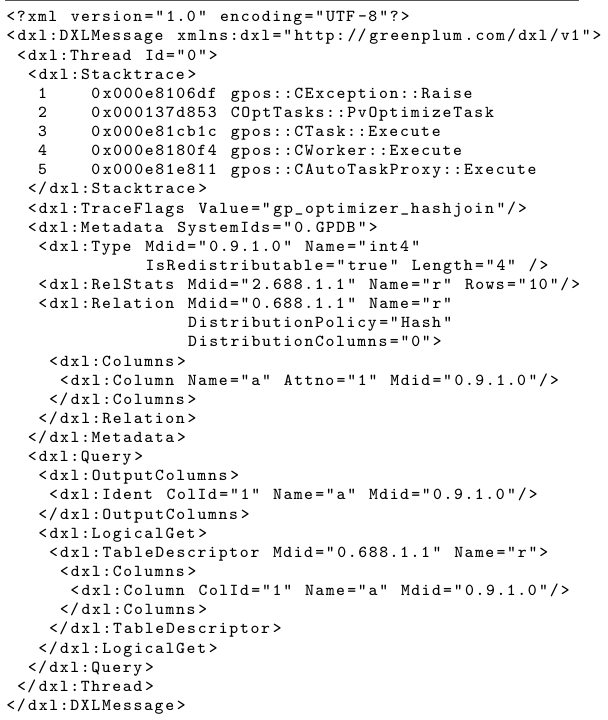 <?xml version="1.0" encoding="UTF-8"?>
<dxl:DXLMessage xmlns:dxl="http://greenplum.com/dxl/v1">
<dxl:Thread Id="0">
<dxl:Stacktrace>
1 0x000e8106df gpos::CException::Raise
2 0x000137d853 COptTasks::PvOptimizeTask
3 0x000e81cb1c gpos::CTask::Execute
4 0x000e8180f4 gpos::CWorker::Execute
5 0x000e81e811 gpos::CAutoTaskProxy::Execute
</dxl:Stacktrace>
<dxl:TraceFlags Value="gp_optimizer_hashjoin"/>
<dxl:Metadata SystemIds="0.GPDB">
<dxl:Type Mdid="0.9.1.0" Name="int4"
IsRedistributable="true" Length="4" />
<dxl:RelStats Mdid="2.688.1.1" Name="r" Rows="10"/>
<dxl:Relation Mdid="0.688.1.1" Name="r"
DistributionPolicy="Hash"
DistributionColumns="0">
<dxl:Columns>
<dxl:Column Name="a" Attno="1" Mdid="0.9.1.0"/>
</dxl:Columns>
</dxl:Relation>
</dxl:Metadata>
<dxl:Query>
<dxl:OutputColumns>
<dxl:Ident ColId="1" Name="a" Mdid="0.9.1.0"/>
</dxl:OutputColumns>
<dxl:LogicalGet>
<dxl:TableDescriptor Mdid="0.688.1.1" Name="r">
<dxl:Columns>
<dxl:Column ColId="1" Name="a" Mdid="0.9.1.0"/>
</dxl:Columns>
</dxl:TableDescriptor>
</dxl:LogicalGet>
</dxl:Query>
</dxl:Thread>
</dxl:DXLMessage>